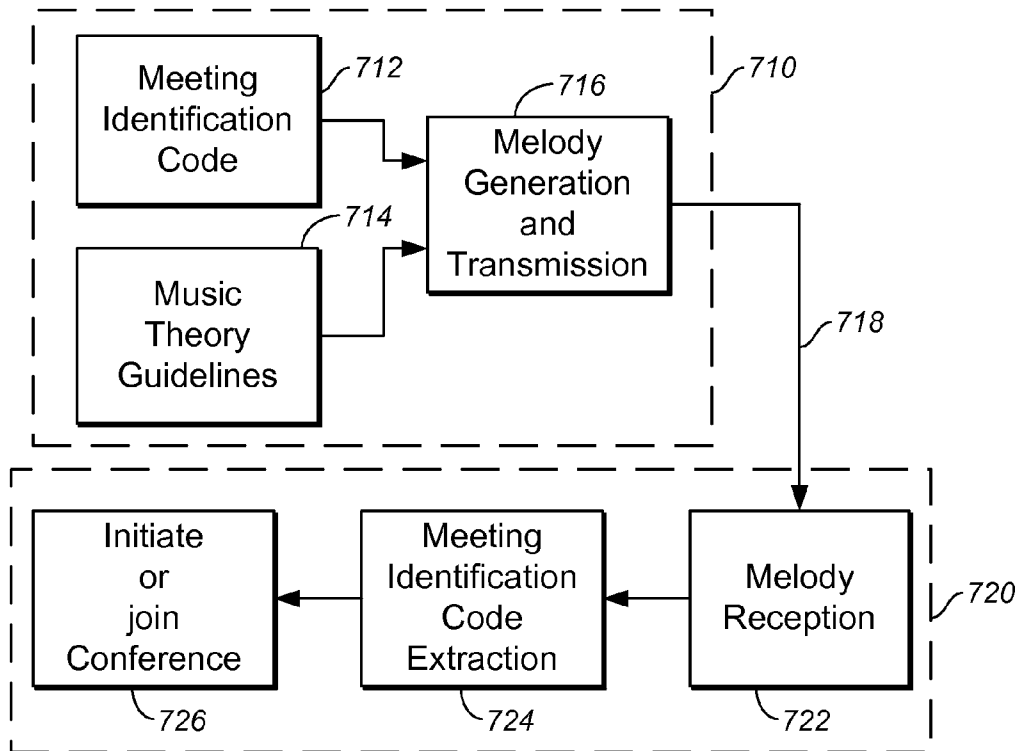 Meeting
Identification
Code
712
Music
Theory
Guidelines
714
Melody
Generation
and
Transmission
716
710
718
Melody
Reception
722
Meeting
Identification
Code
Extraction
724
Initiate
or
join
Conference
726
720